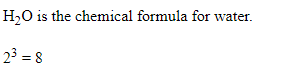 H₂O is the chemical formula for water.
2³ = 8